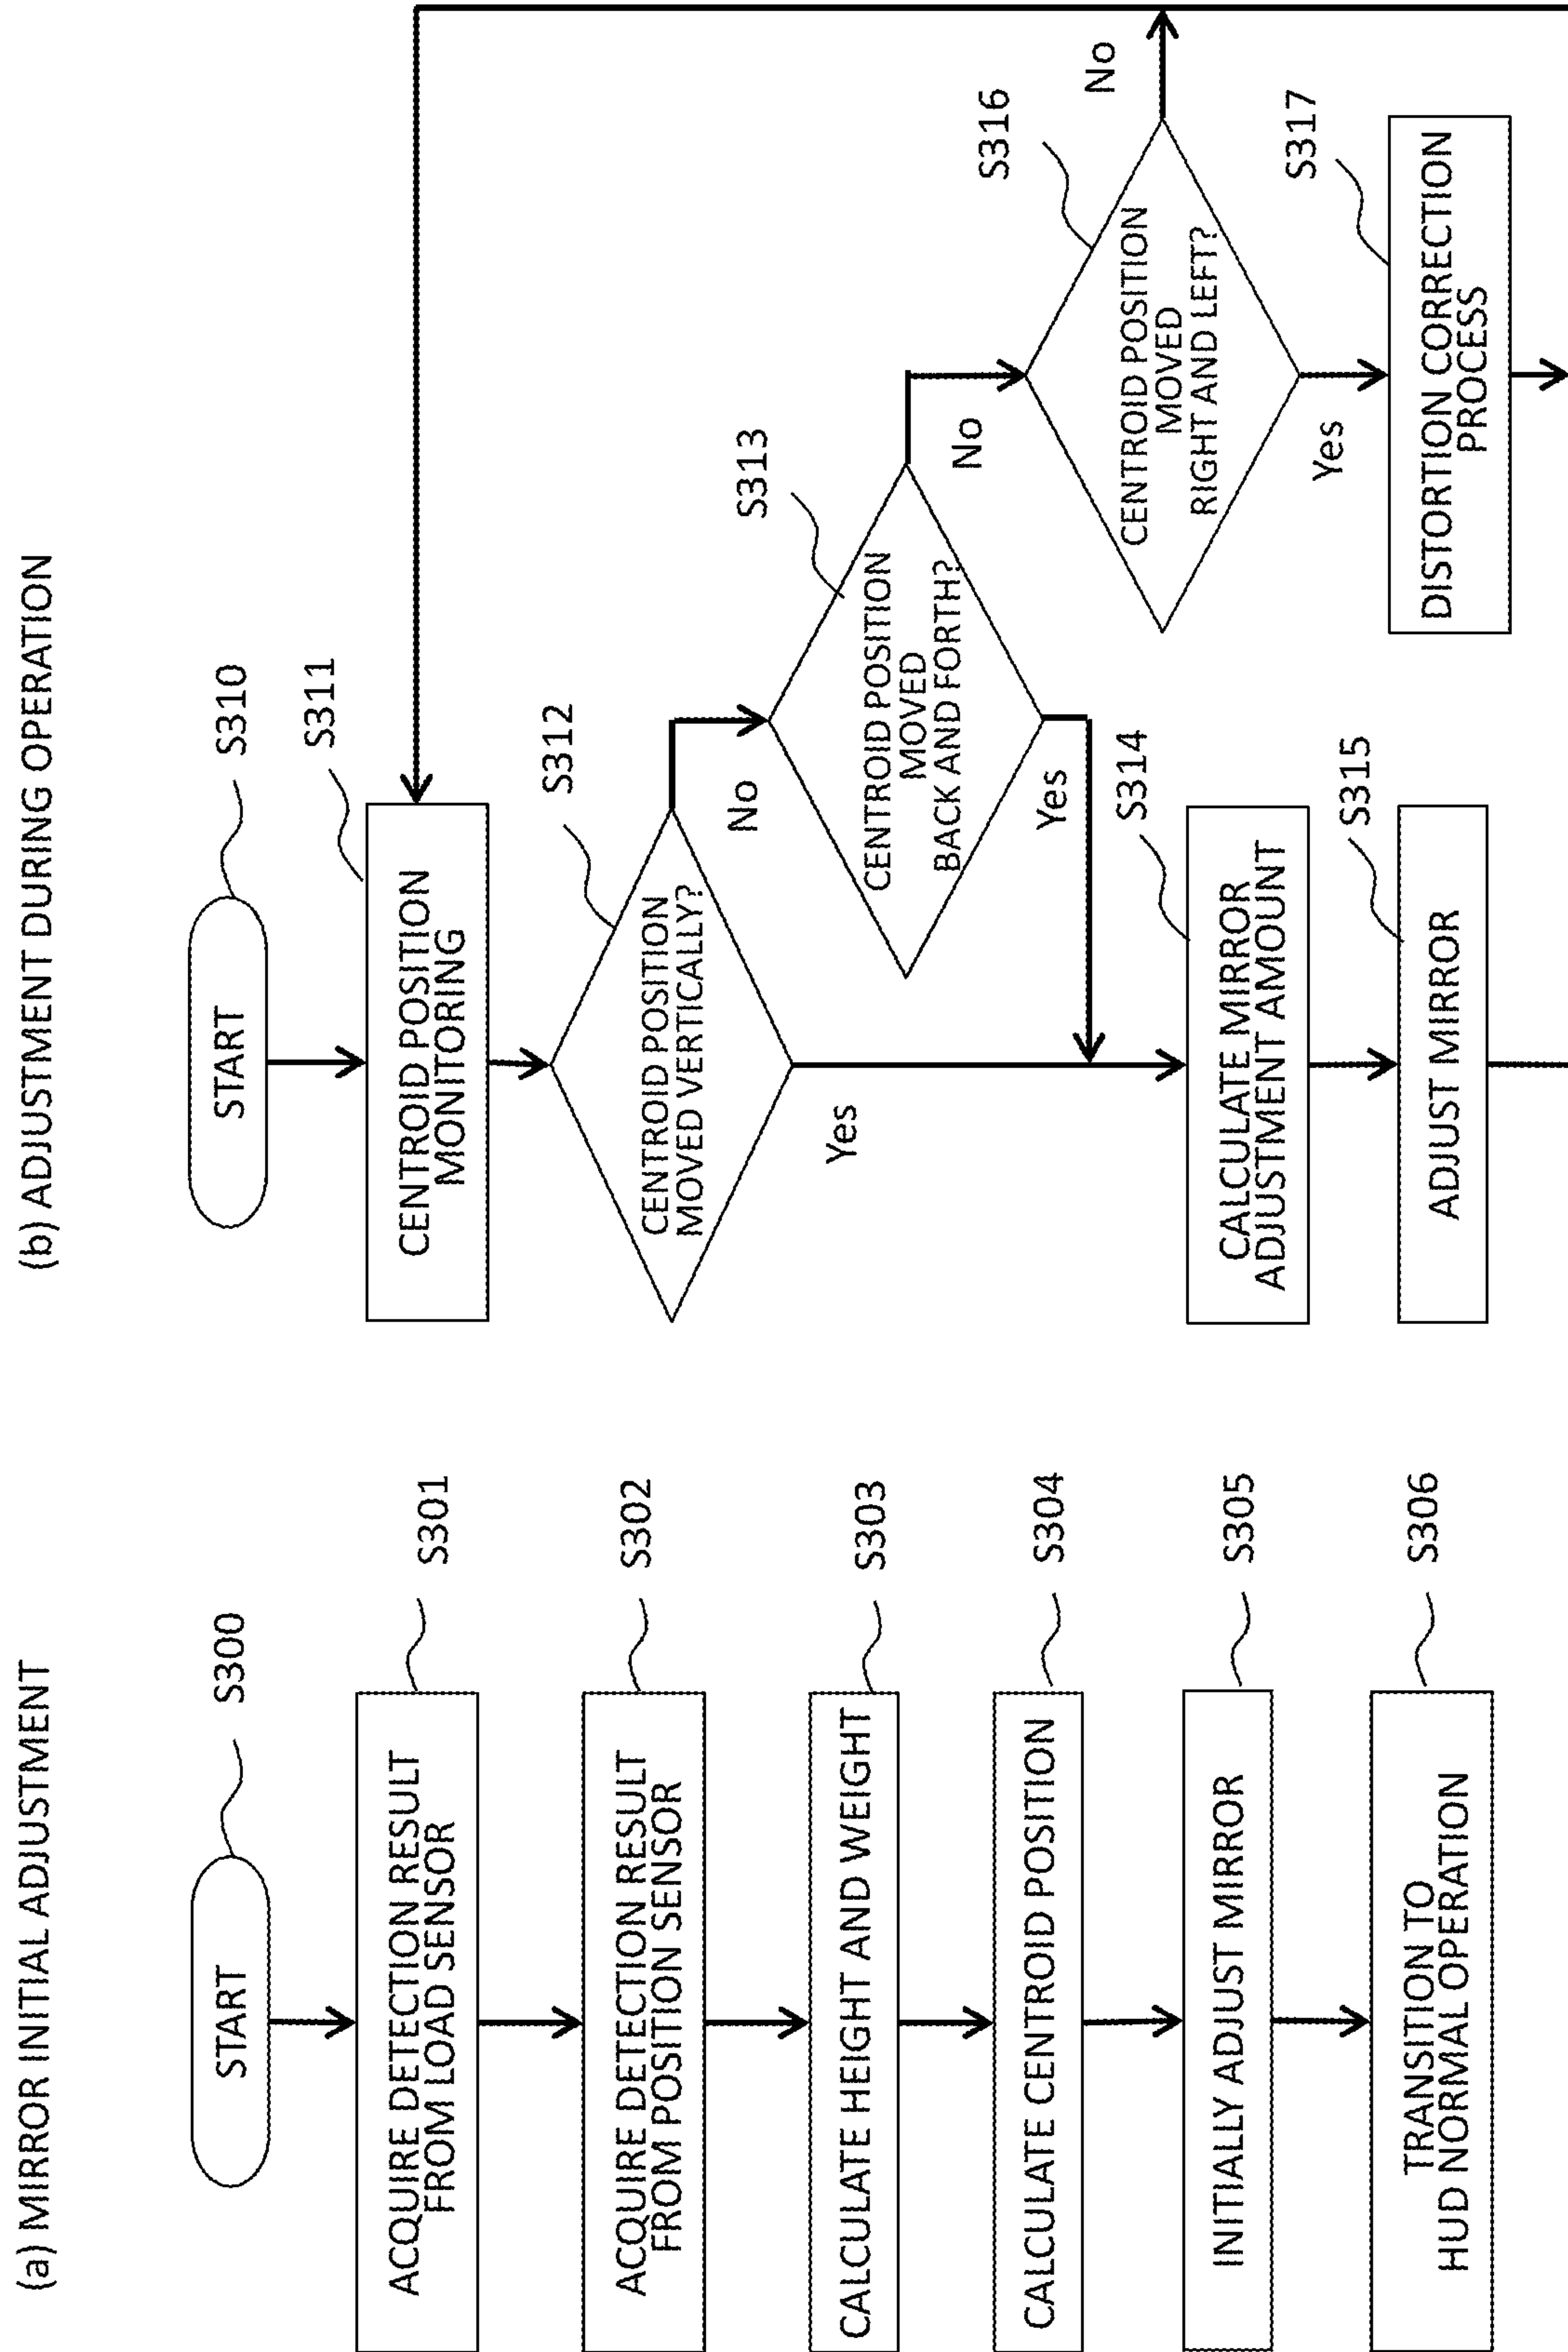 (a) MIRROR INITIAL ADJUSTMENT
START
S300
ACQUIRE DETECTION RESULT
FROM LOAD SENSOR
S301
ACQUIRE DETECTION RESULT
FROM POSITION SENSOR
S302
CALCULATE HEIGHT AND WEIGHT
S303
CALCULATE CENTROID POSITION
S304
INITIALLY ADJUST MIRROR
S305
TRANSITION TO
HUD NORMAL OPERATION
S306
(b) ADJUSTMENT DURING OPERATION
START
S310
CENTROID POSITION
MONITORING
S311
CENTROID POSITION
MOVED VERTICALLY?
S312
No
Yes
CENTROID POSITION
MOVED
BACK AND FORTH?
S313
No
Yes
CALCULATE MIRROR
ADJUSTMENT AMOUNT
S314
ADJUST MIRROR
S315
CENTROID POSITION
MOVED
RIGHT AND LEFT?
S316
No
Yes
DISTORTION CORRECTION
PROCESS
S317